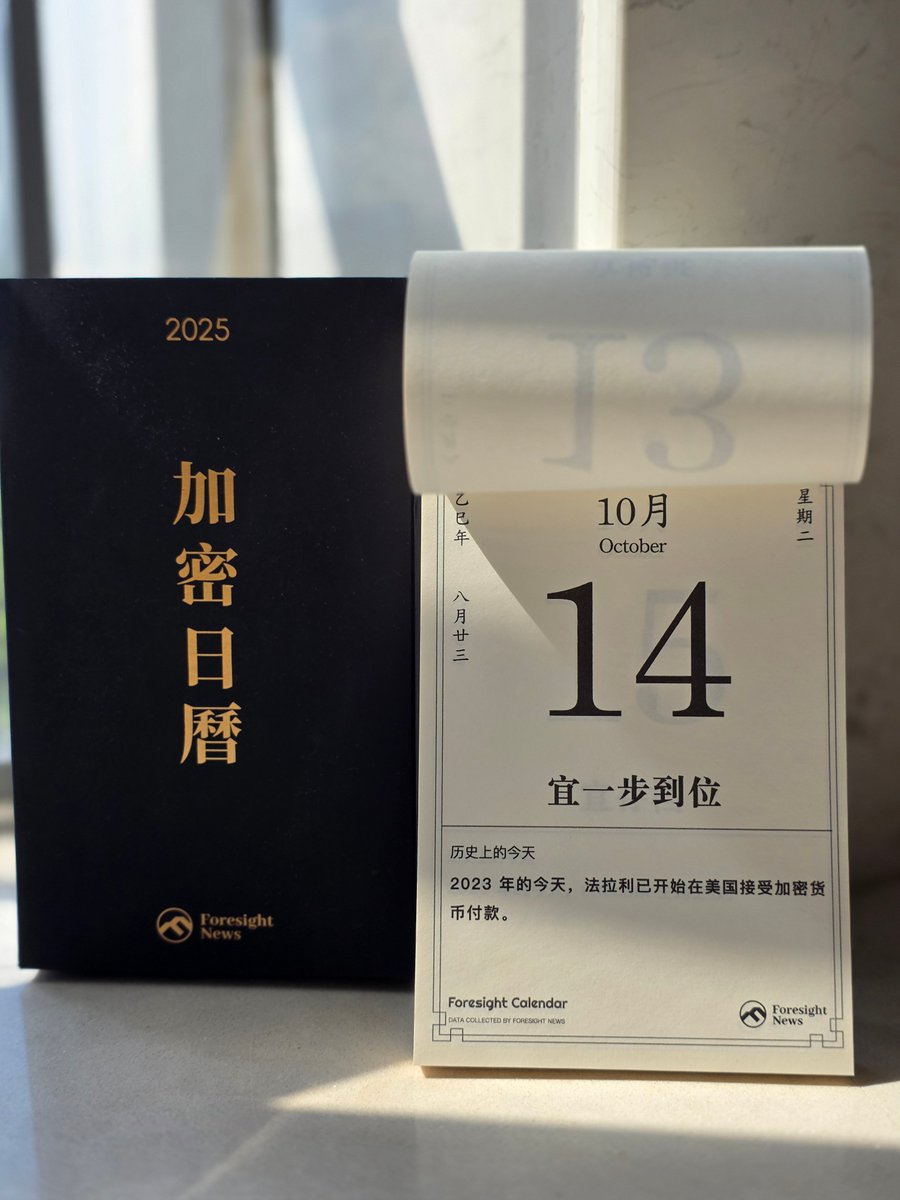 2025
加
密
日
曆
Foresight
News
13
乙巳年
八月廿三
10月
October
星期二
14
宜一步到位
历史上的今天
2023 年的今天，法拉利已开始在美国接受加密货
币付款。
Foresight Calendar
DATA COLLECTED BY FORESIGHT NEWS
Foresight
News